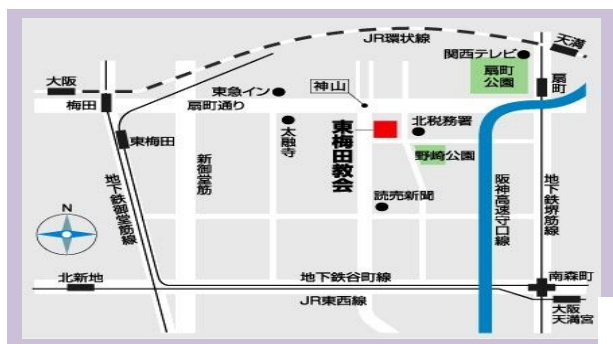 JR環状線
天満
関西テレビ
扇町公園
扇町
大阪
梅田
東急イン
扇町通り
神山
東梅田
太融寺
東梅田教会
北税務署
野崎公園
新御堂筋
地下鉄御堂筋線
読売新聞
阪神高速守口線
地下鉄堺筋線
N
北新地
地下鉄谷町線
南森町
JR東西線
大阪天満宮